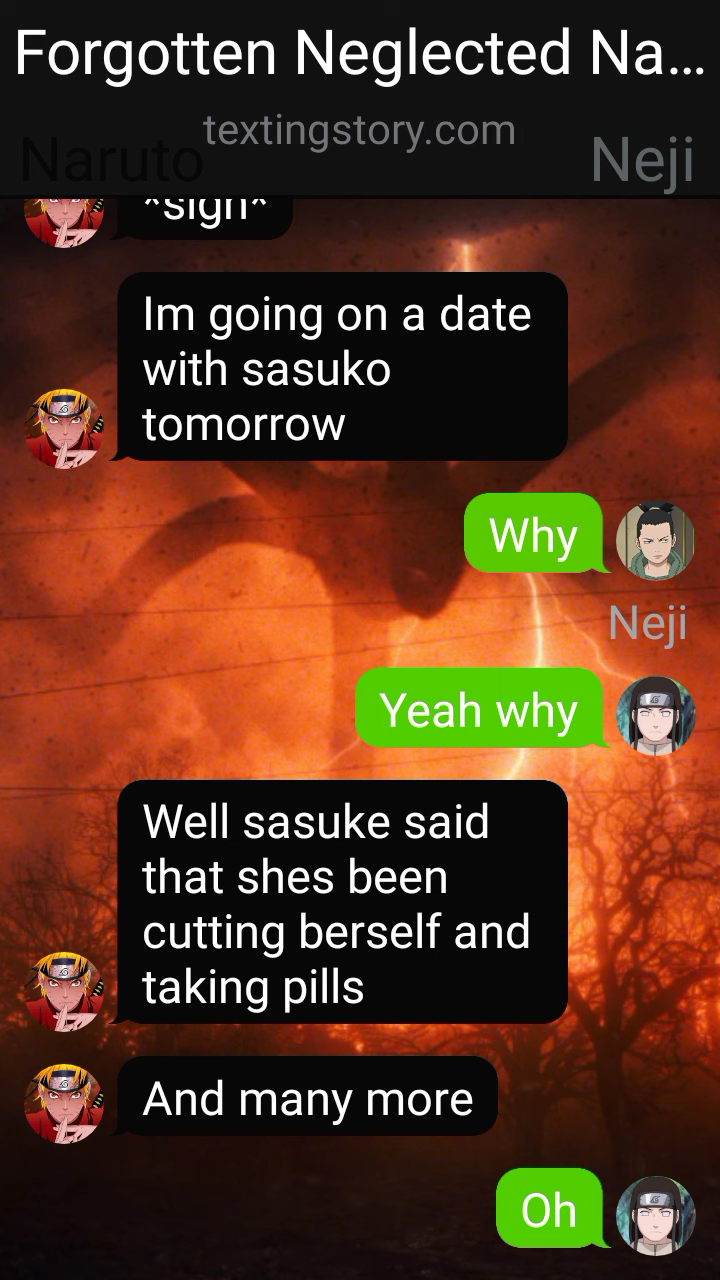 Forgotten Neglected Na...
textingstory.com
Naruto
Neji
*sigh*
Im going on a date
with sasuko
tomorrow
Why
Neji
Yeah why
Well sasuke said
that shes been
cutting berself and
taking pills
And many more
Oh